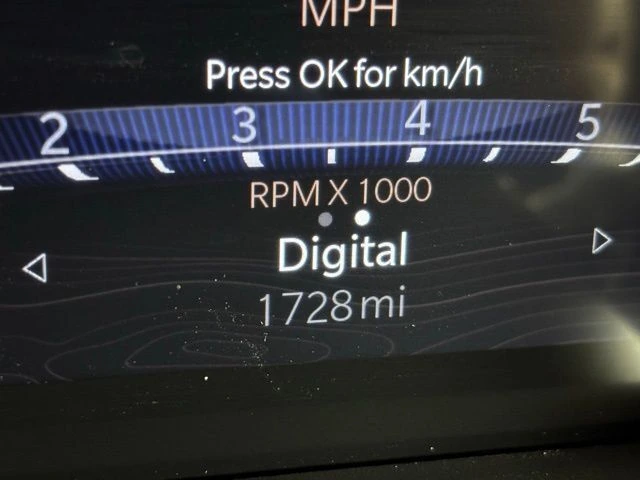 MPH
Press OK for km/h
2 3 4 5
RPM X 1000
Digital
1728 mi